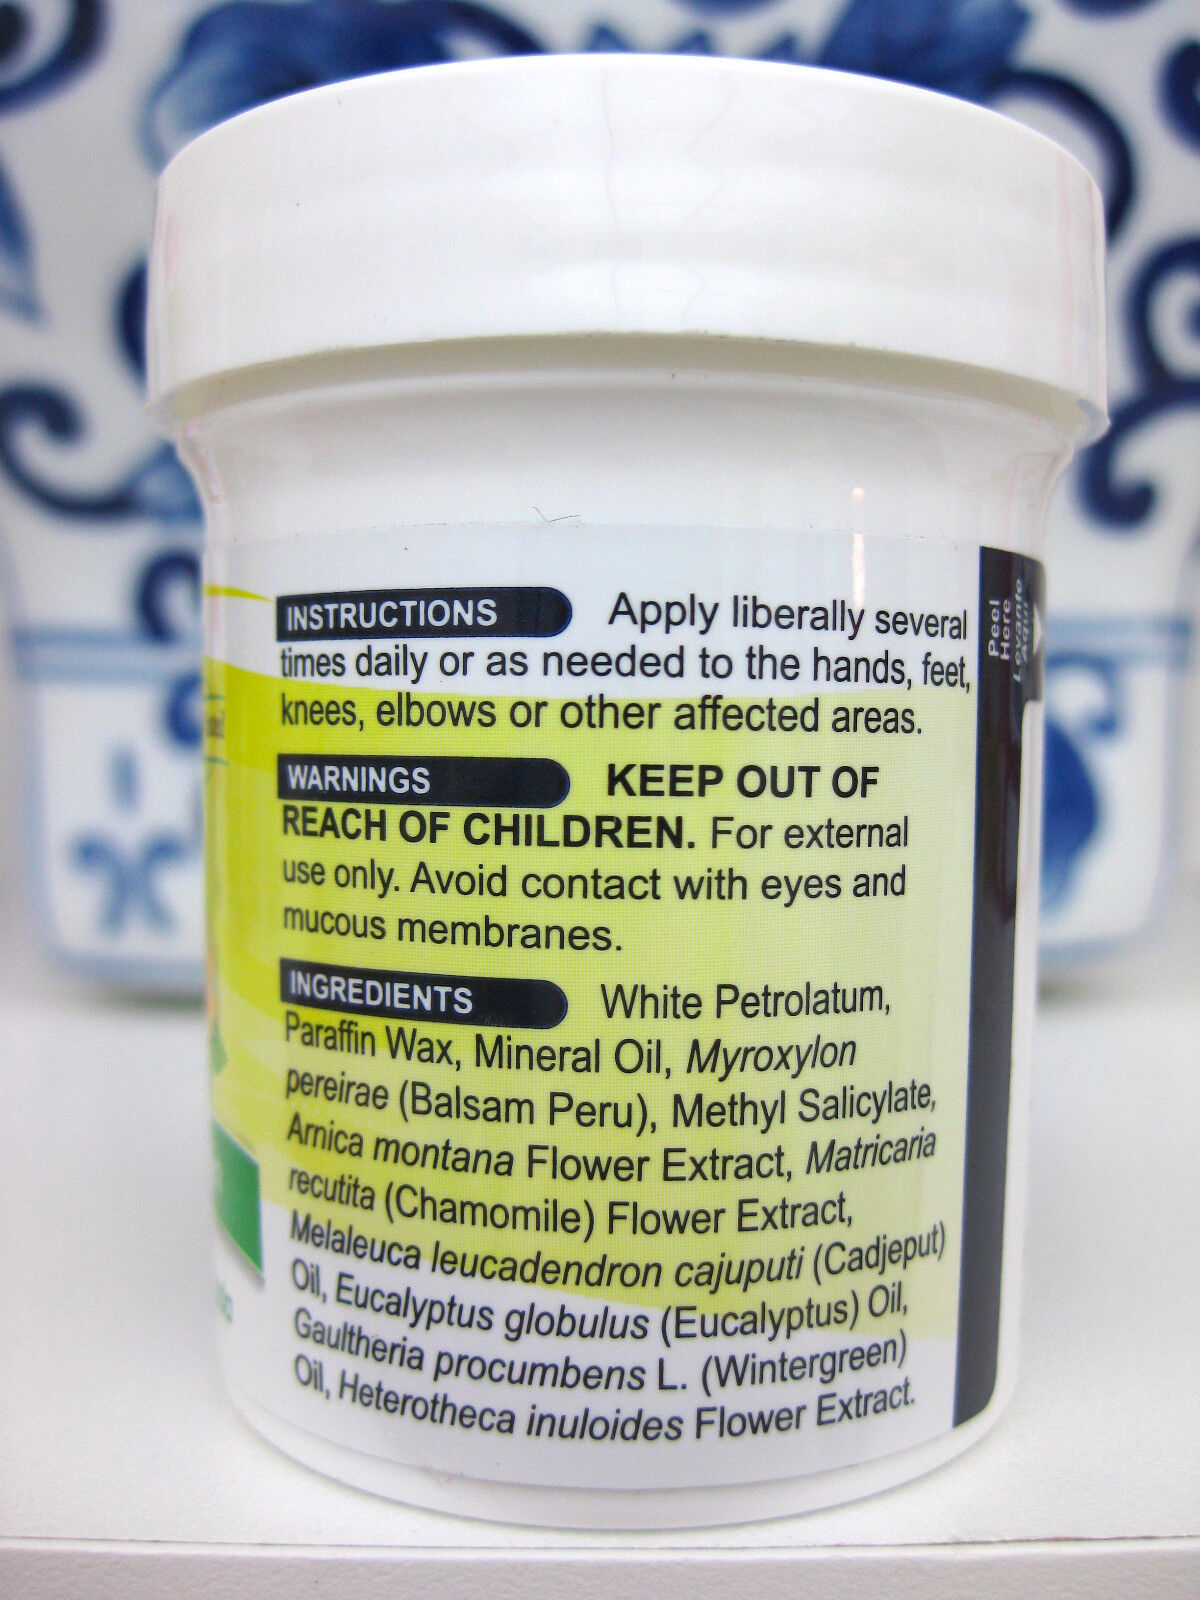 INSTRUCTIONS Apply liberally several
times daily or as needed to the hands, feet,
knees, elbows or other affected areas.
WARNINGS KEEP OUT OF
REACH OF CHILDREN. For external
use only. Avoid contact with eyes and
mucous membranes.
INGREDIENTS White Petrolatum,
Paraffin Wax, Mineral Oil, Myroxylon
pereirae (Balsam Peru), Methyl Salicylate,
Arnica montana Flower Extract, Matricaria
recutita (Chamomile) Flower Extract,
Melaleuca leucadendron cajuputi (Cadjeput)
Oil, Eucalyptus globulus (Eucalyptus) Oil,
Gaultheria procumbens L. (Wintergreen)
Oil, Heterotheca inuloides Flower Extract.
Peel
Here
Levante
Aqui